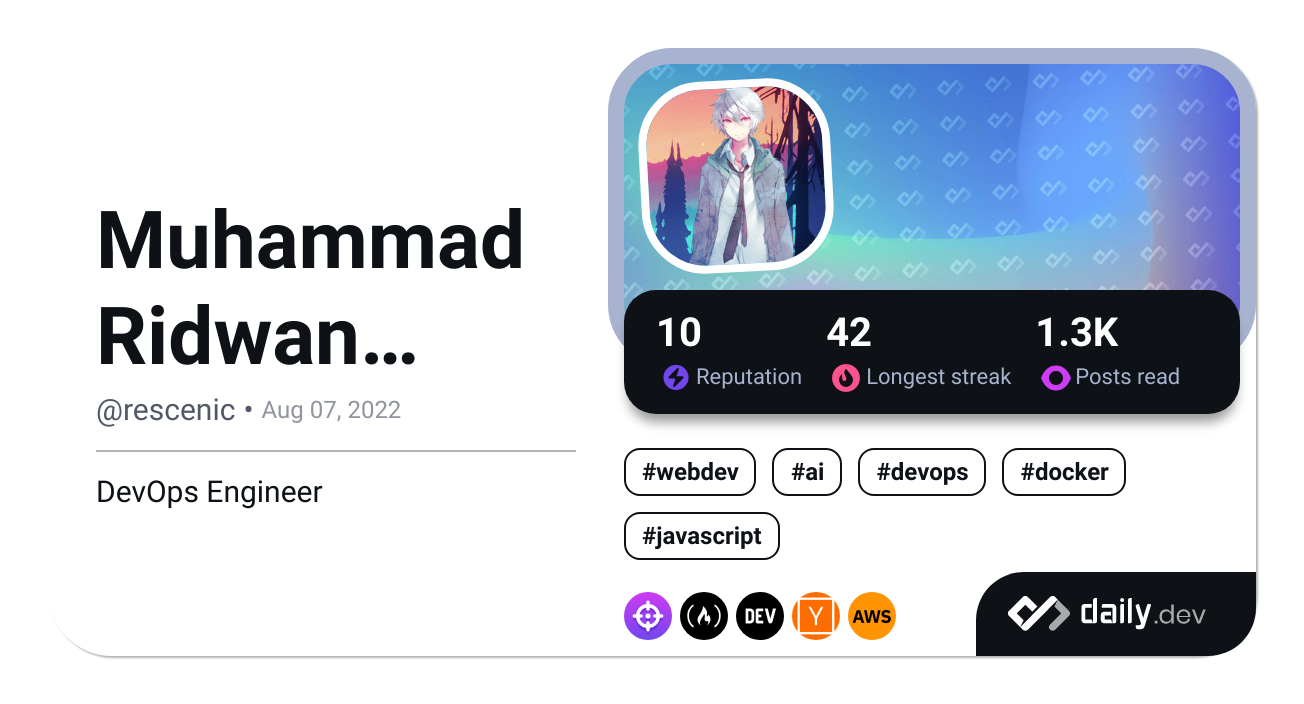 Muhammad
Ridwan...
@rescenic • Aug 07, 2022
DevOps Engineer
10 42 1.3K
Reputation Longest streak Posts read
#webdev #ai #devops #docker
#javascript
DEV Y AWS
daily.dev